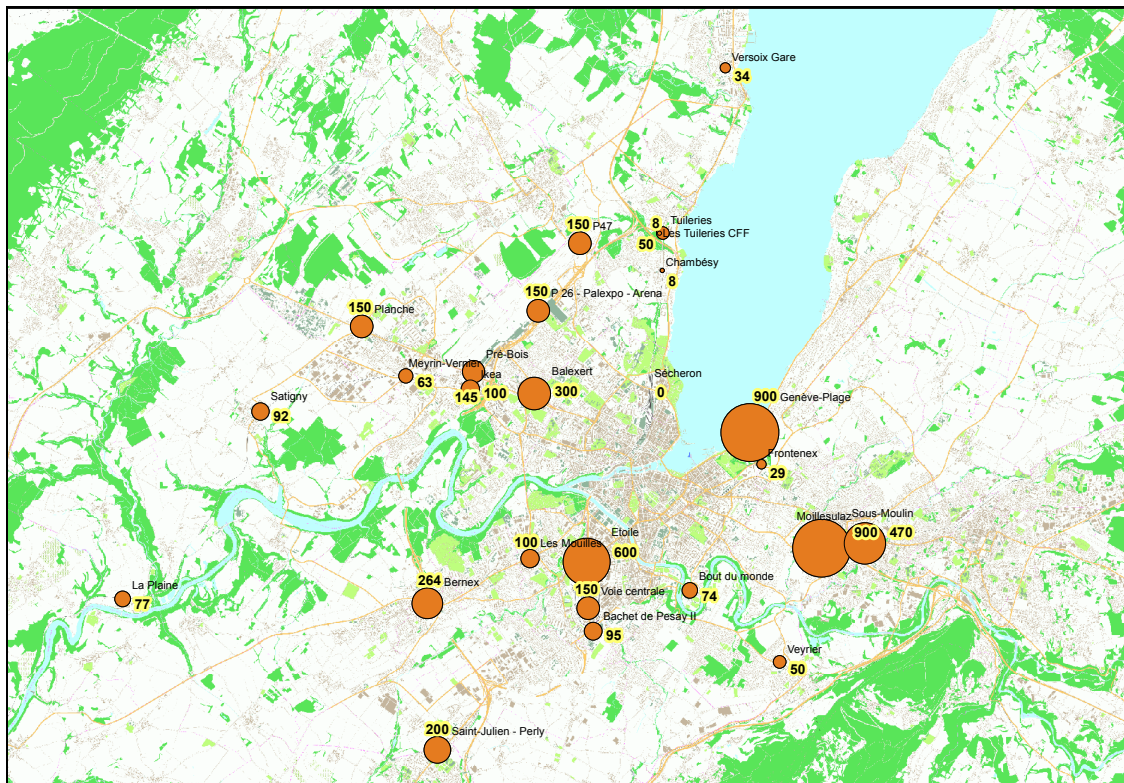 Versoix Gare
34
Tuileries
8
Les Tuileries CFF
50
150 P47
Chambésy
8
150 P 26 - Palexpo - Arena
150 Planche
Pré-Bois
Meyrin-Vernier
63
Ikea
145 100
Balexert
300
Sécheron
0
900 Genève-Plage
Satigny
92
Frontenex
29
Moillesulaz
Sous-Moulin
900 470
Etoile
600
100 Les Mouilles
264 Bernex
La Plaine
77
Bout du monde
74
150 Voie centrale
Bachet de Pesay II
95
Veyrier
50
200 Saint-Julien - Perly